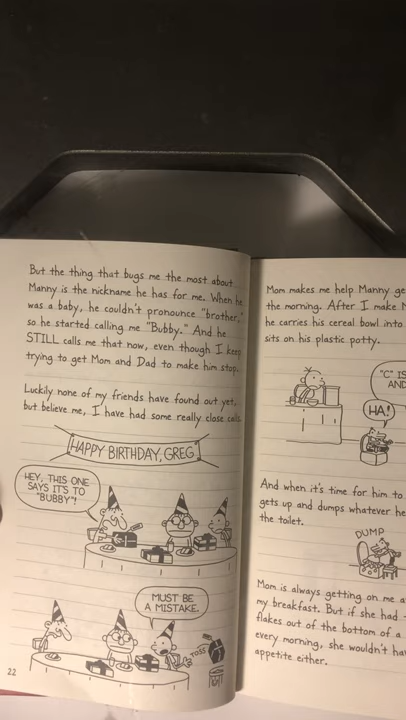 But the thing that bugs me the most about
Manny is the nickname he has for me. When he
was a baby, he couldn't pronounce "brother,"
so he started calling me "Bubby." And he
STILL calls me that now, even though I keep
trying to get Mom and Dad to make him stop.
Luckily none of my friends have found out yet,
but believe me, I have had some really close calls.
HAPPY BIRTHDAY, GREG
HEY, THIS ONE
SAYS IT'S TO
"BUBBY"!
MUST BE
A MISTAKE.
TOSS
22
Mom makes me help Manny ge
the morning. After I make
he carries his cereal bowl into
sits on his plastic potty.
"C" IS
AND
HA!
And when it's time for him to
gets up and dumps whatever he
the toilet.
DUMP
Mom is always getting on me a
my breakfast. But if she had
flakes out of the bottom of a
every morning, she wouldn't ha
appetite either.